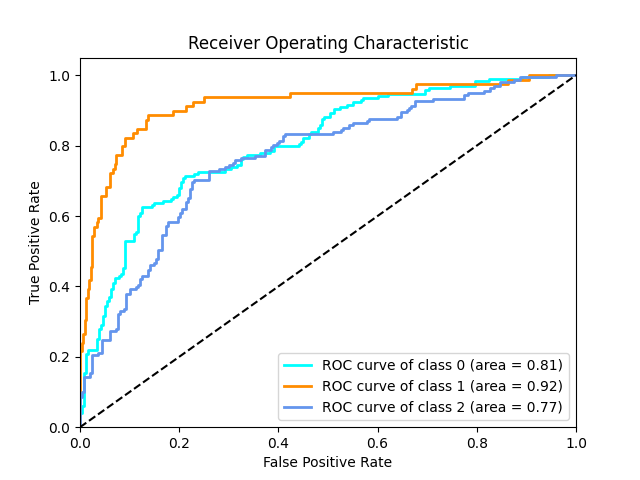 Receiver Operating Characteristic
True Positive Rate
1.0
0.8
0.6
0.4
0.2
0.0
0.0 0.2 0.4 0.6 0.8 1.0
False Positive Rate
ROC curve of class 0 (area = 0.81)
ROC curve of class 1 (area = 0.92)
ROC curve of class 2 (area = 0.77)